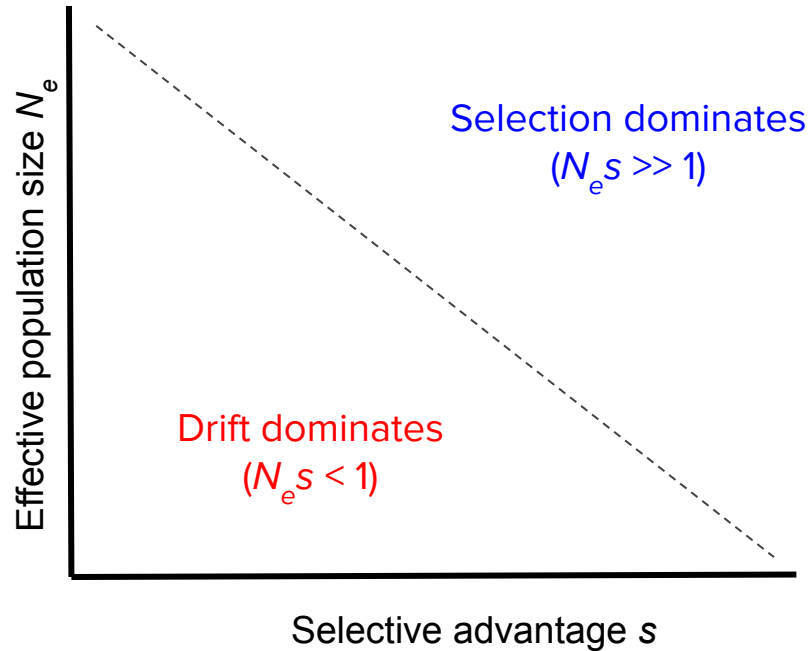 Effective population size Nₑ
Selection dominates
(Nₑs >> 1)
Drift dominates
(Nₑs < 1)
Selective advantage s